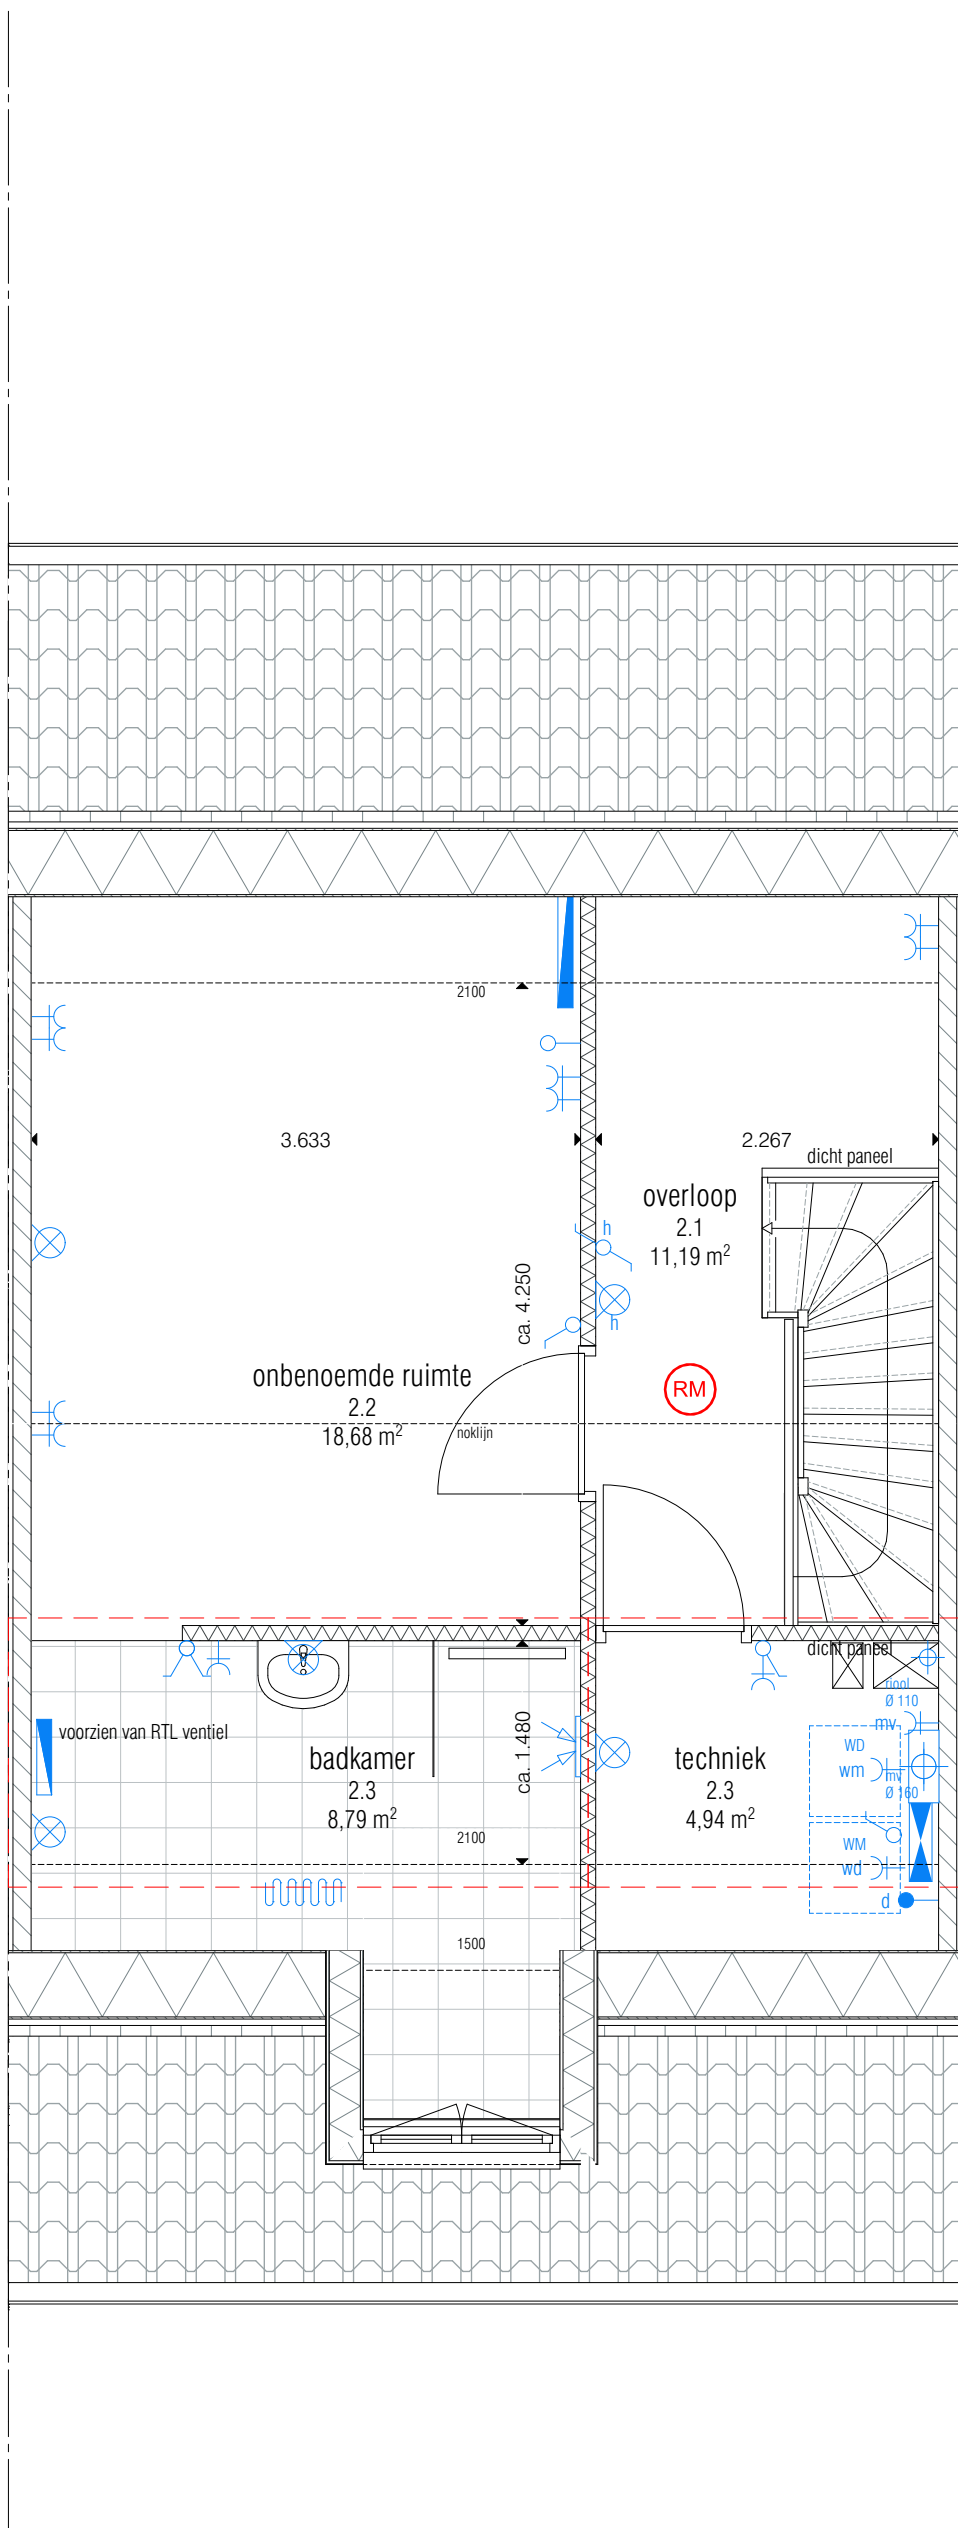 2100
3.633
2.267
dicht paneel
overloop
2.1
11,19 m²
h
ca. 4.250
h
onbenoemde ruimte
2.2
18,68 m²
noklijn
RM
dicht paneel
riool
Ø 110
mv
voorzien van RTL ventiel
badkamer
2.3
8,79 m²
ca. 1.480
techniek
2.3
4,94 m²
WD
wm
mv
Ø 160
2100
WM
wd
d
1500